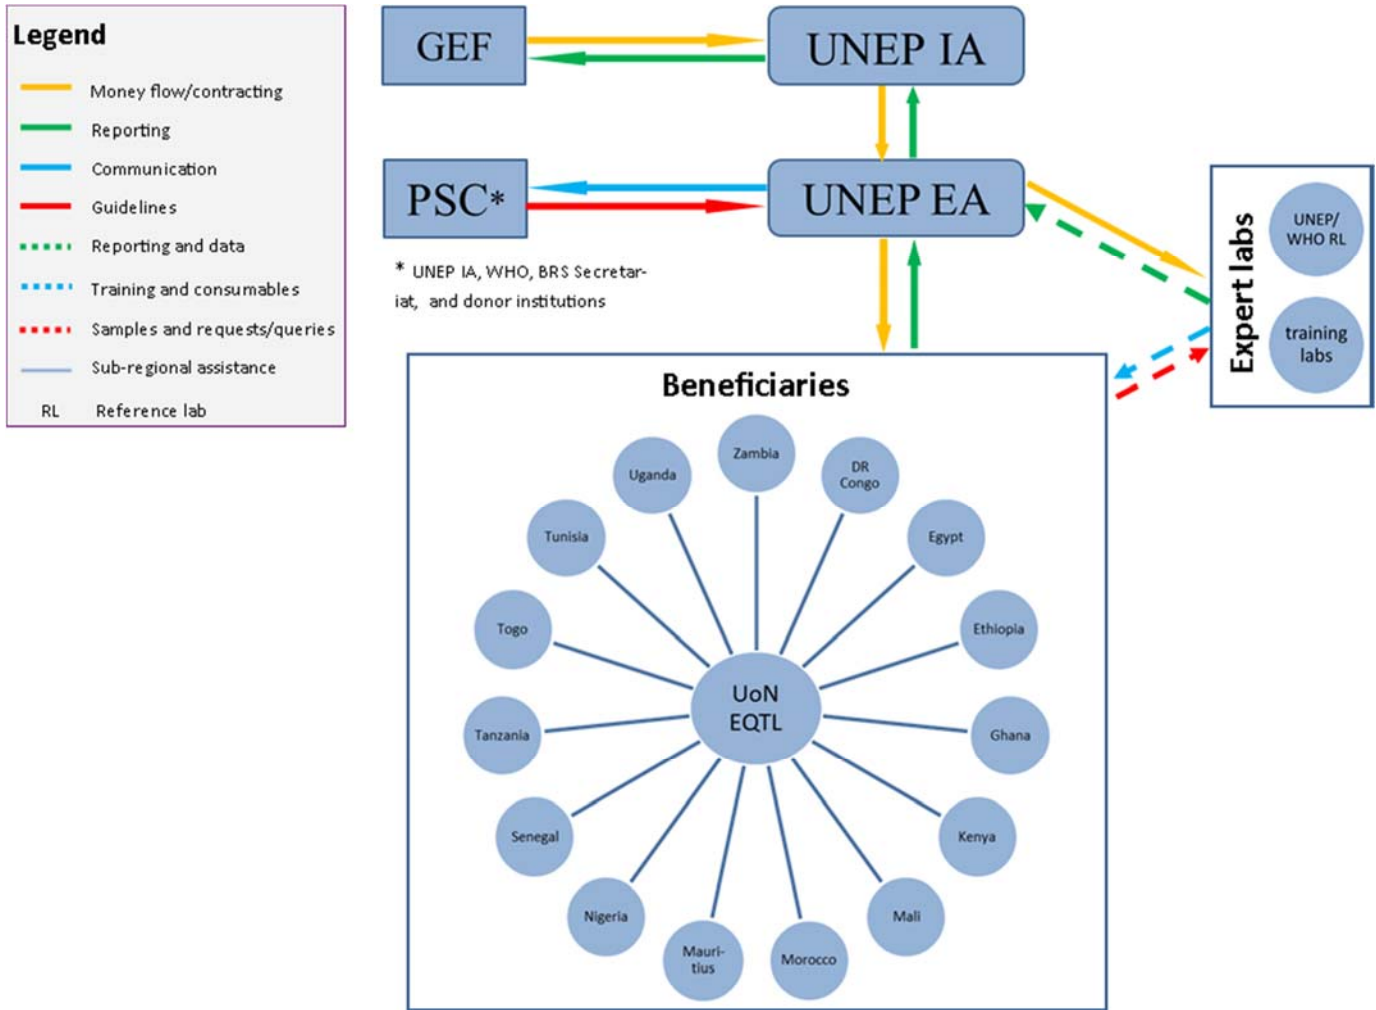 Legend
Money flow/contracting
Reporting
Communication
Guidelines
Reporting and data
Training and consumables
Samples and requests/queries
Sub-regional assistance
RL Reference lab
GEF
UNEP IA
PSC*
UNEP EA
* UNEP IA, WHO, BRS Secretar-
iat, and donor institutions
Expert labs
UNEP/
WHO RL
training
labs
Beneficiaries
Zambia
DR
Congo
Egypt
Ethiopia
Ghana
Kenya
Mali
Morocco
Mauri-
tius
Nigeria
Senegal
Tanzania
Togo
Tunisia
Uganda
UoN
EQTL